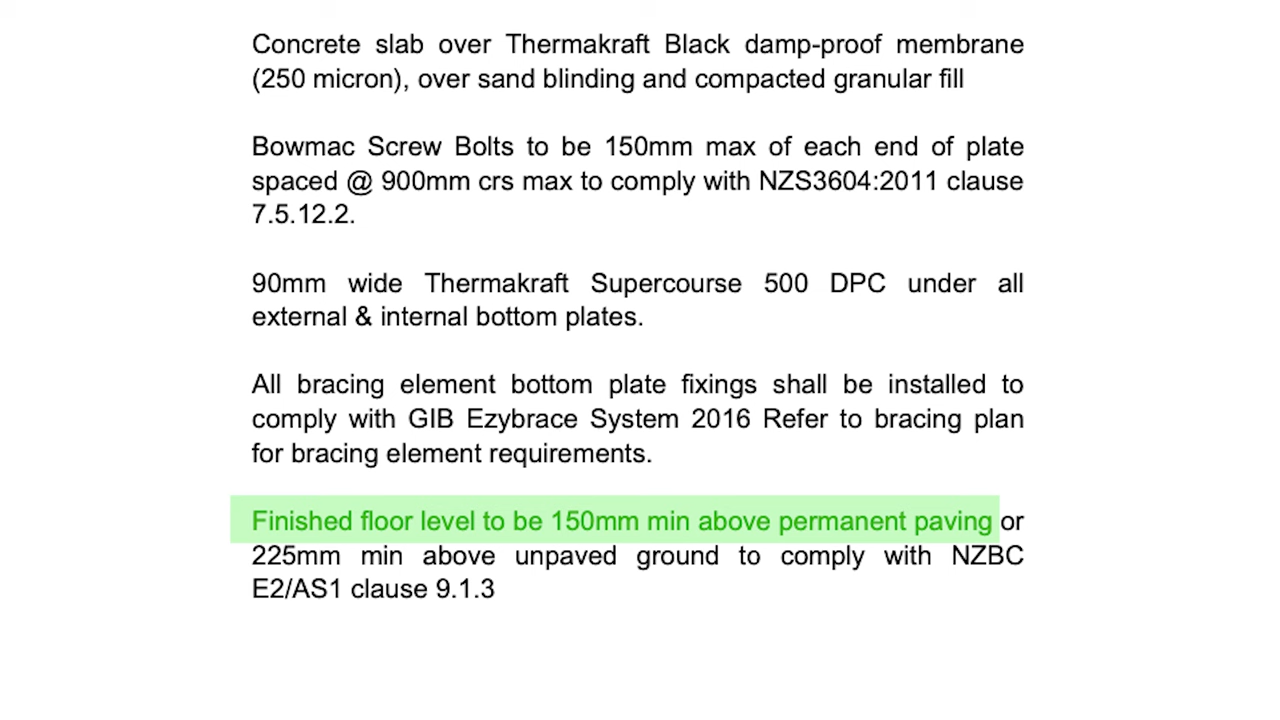 Concrete slab over Thermakraft Black damp-proof membrane
(250 micron), over sand blinding and compacted granular fill
Bowmac Screw Bolts to be 150mm max of each end of plate
spaced @ 900mm crs max to comply with NZS3604:2011 clause
7.5.12.2.
90mm wide Thermakraft Supercourse 500 DPC under all
external & internal bottom plates.
All bracing element bottom plate fixings shall be installed to
comply with GIB Ezybrace System 2016 Refer to bracing plan
for bracing element requirements.
Finished floor level to be 150mm min above permanent paving or
225mm min above unpaved ground to comply with NZBC
E2/AS1 clause 9.1.3